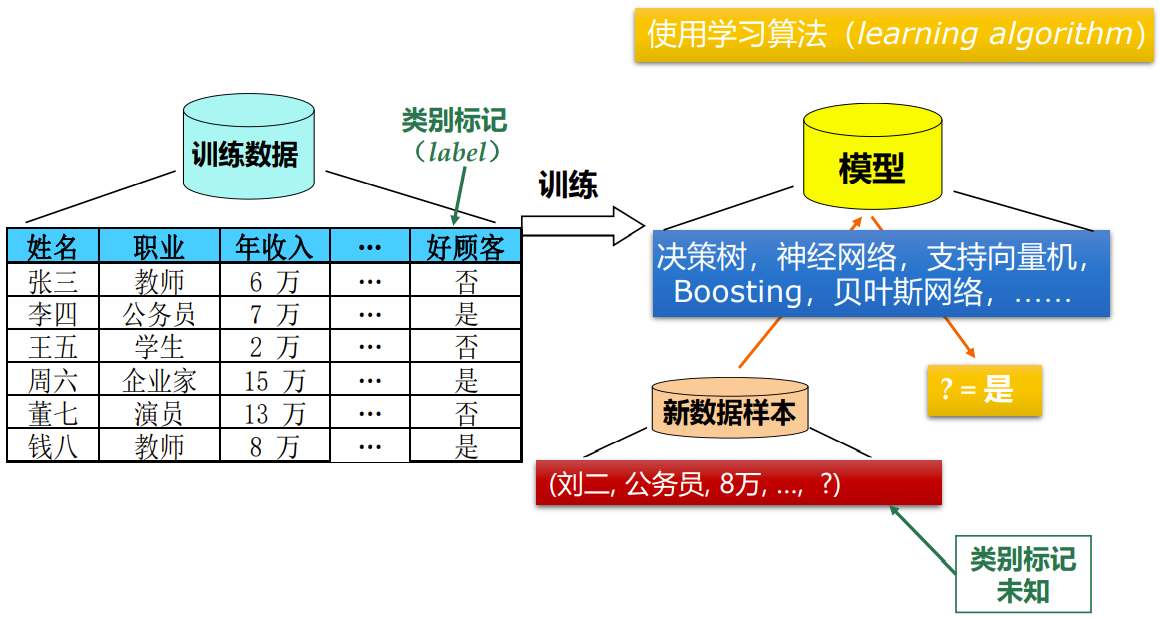 使用学习算法（learning algorithm）
训练数据
类别标记
（label）
训练
模型
姓名 职业 年收入 … 好顾客
张三 教师 6 万 … 否
李四 公务员 7 万 … 是
王五 学生 2 万 … 否
周六 企业家 15 万 … 是
董七 演员 13 万 … 否
钱八 教师 8 万 … 是
决策树，神经网络，支持向量机，
Boosting，贝叶斯网络，……
? = 是
新数据样本
(刘二, 公务员, 8万, …, ?)
类别标记
未知